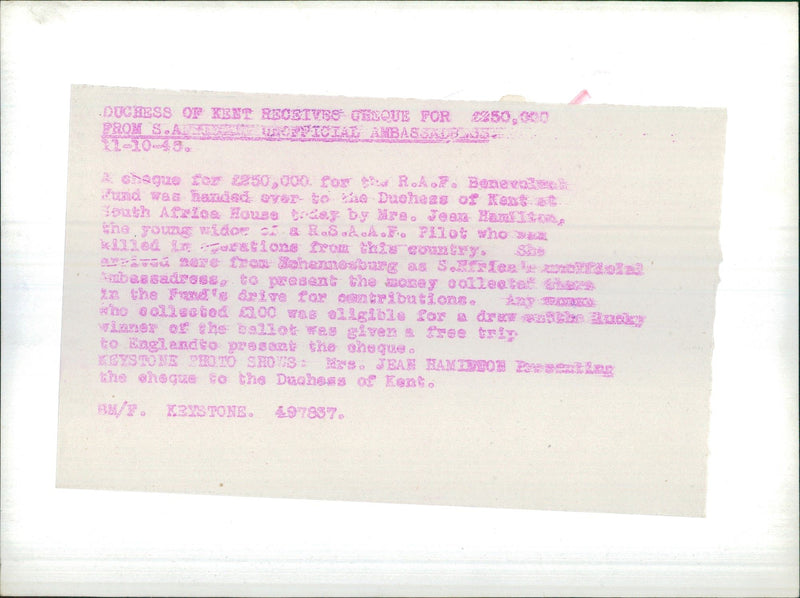 DUCHESS OF KENT RECEIVES CHEQUE FOR £250,000
FROM S.A. UNOFFICIAL AMBASSADRESS.
11-10-45.
A cheque for £250,000 for the R.A.F. Benevolent
Fund was handed over to the Duchess of Kent at
South Africa House today by Mrs. Jean Hamilton,
the young widow of a R.S.A.A.F. Pilot who was
killed in operations from this country. She
arrived here from Johannesburg as S.Africa's unofficial
Ambassadress, to present the money collected there
in the Fund's drive for contributions. Any woman
who collected £100 was eligible for a draw the lucky
winner of the ballot was given a free trip
to Englandto present the cheque.
KEYSTONE PHOTO SHOWS: Mrs. JEAN HAMILTON Presenting
the cheque to the Duchess of Kent.
SM/F. KEYSTONE. 497837.